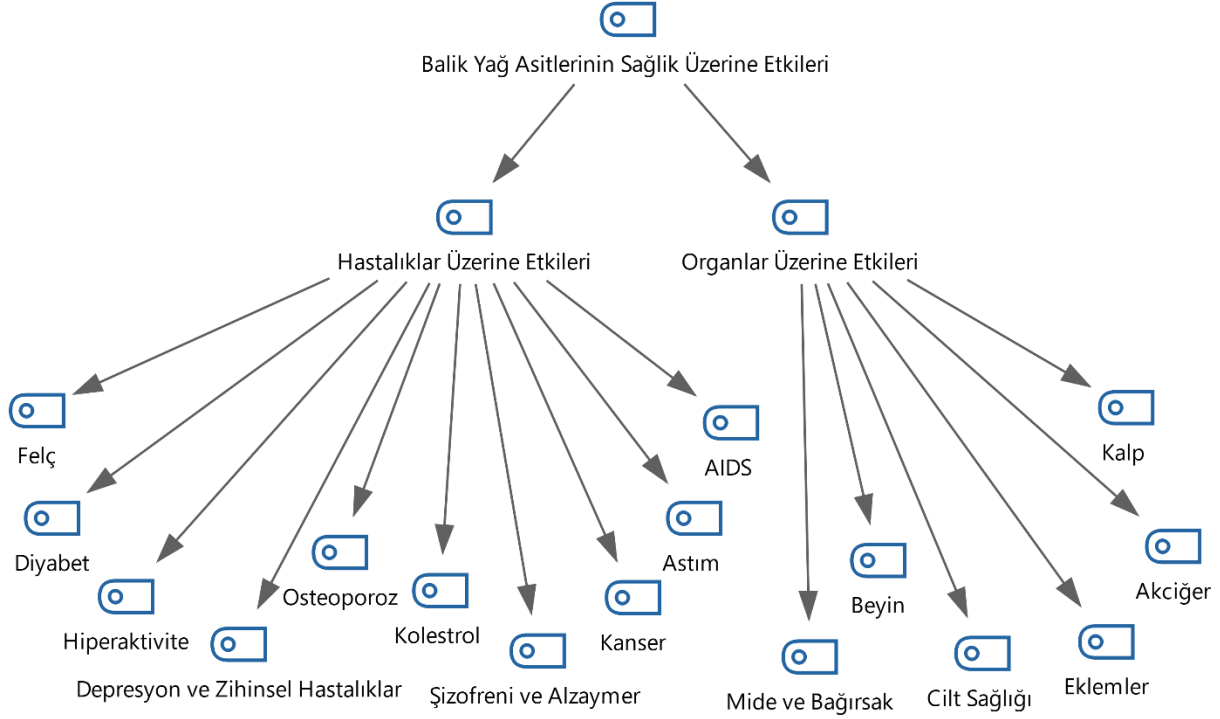 Balik Yağ Asitlerinin Sağlik Üzerine Etkileri
Hastalıklar Üzerine Etkileri
Organlar Üzerine Etkileri
Felç
Diyabet
Hiperaktivite
Depresyon ve Zihinsel Hastalıklar
Osteoporoz
Kolestrol
Şizofreni ve Alzaymer
Kanser
Astım
AIDS
Mide ve Bağırsak
Beyin
Cilt Sağlığı
Eklemler
Akciğer
Kalp